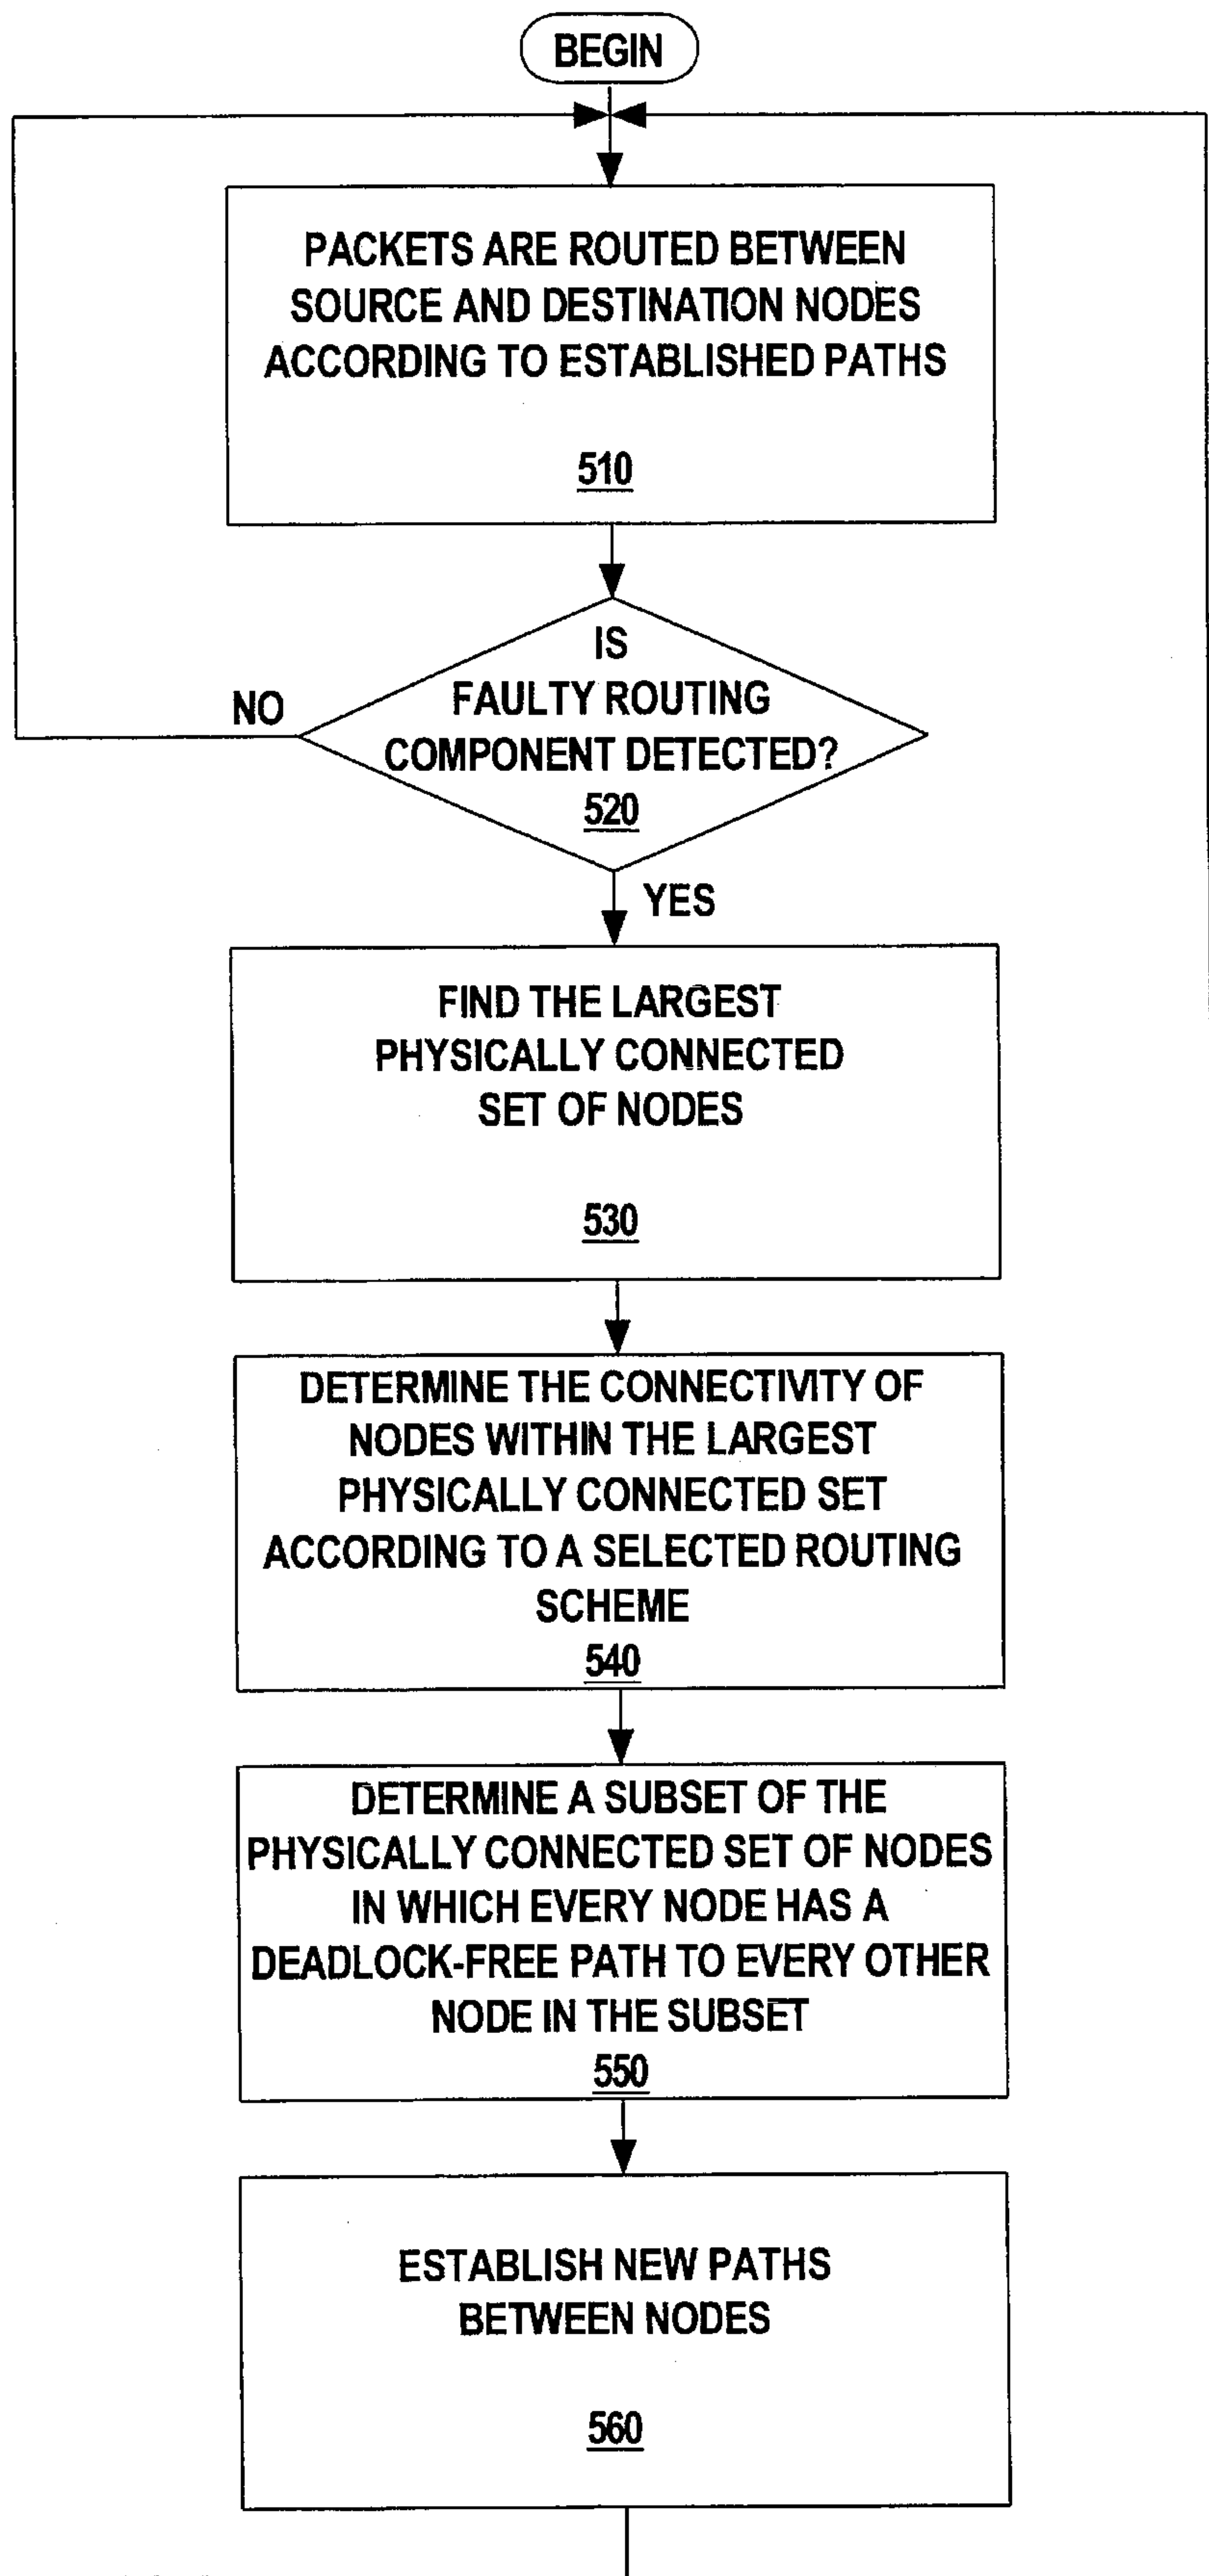 BEGIN
PACKETS ARE ROUTED BETWEEN
SOURCE AND DESTINATION NODES
ACCORDING TO ESTABLISHED PATHS
510
IS
FAULTY ROUTING
COMPONENT DETECTED?
520
NO
YES
FIND THE LARGEST
PHYSICALLY CONNECTED
SET OF NODES
530
DETERMINE THE CONNECTIVITY OF
NODES WITHIN THE LARGEST
PHYSICALLY CONNECTED SET
ACCORDING TO A SELECTED ROUTING
SCHEME
540
DETERMINE A SUBSET OF THE
PHYSICALLY CONNECTED SET OF NODES
IN WHICH EVERY NODE HAS A
DEADLOCK-FREE PATH TO EVERY OTHER
NODE IN THE SUBSET
550
ESTABLISH NEW PATHS
BETWEEN NODES
560